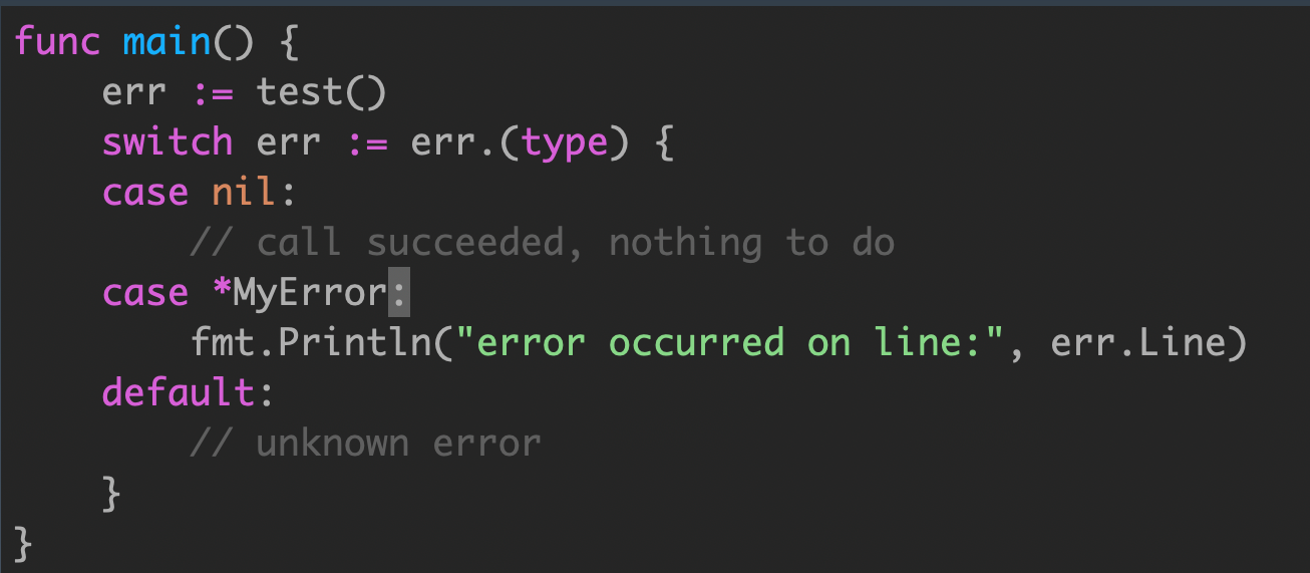 func main() {
    err := test()
    switch err := err.(type) {
    case nil:
        // call succeeded, nothing to do
    case *MyError:
        fmt.Println("error occurred on line:", err.Line)
    default:
        // unknown error
    }
}